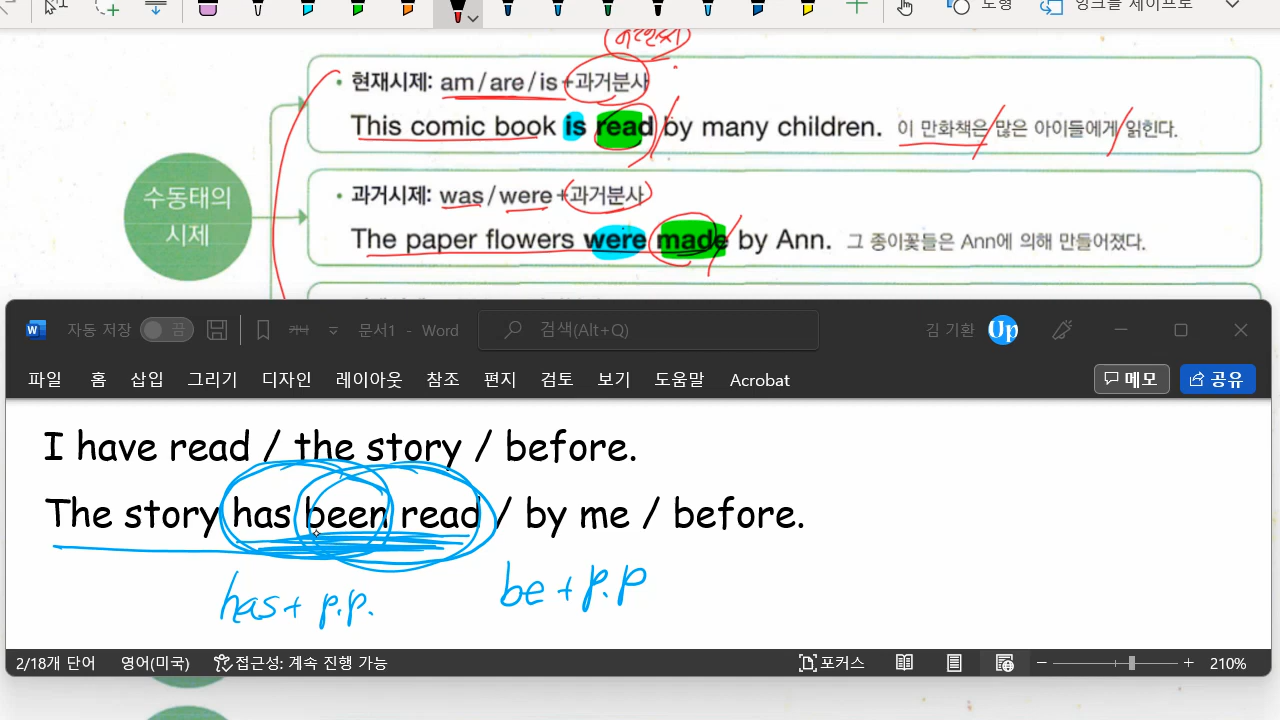 도형
잉크를 셰이프로
• 현재시제: am / are / is +과거분사
This comic book is read by many children. 이 만화책은 많은 아이들에게 읽힌다.
수동태의
시제
• 과거시제: was / were +과거분사
The paper flowers were made by Ann. 그 종이꽃들은 Ann에 의해 만들어졌다.
자동 저장 끔 가나 문서1 - Word 검색(Alt+Q) 김 기환 Up
파일 홈 삽입 그리기 디자인 레이아웃 참조 편지 검토 보기 도움말 Acrobat 메모 공유
I have read / the story / before.
The story has been read / by me / before.
has + p.p. be + p.p
2/18개 단어 영어(미국) 접근성: 계속 진행 가능 포커스 210%